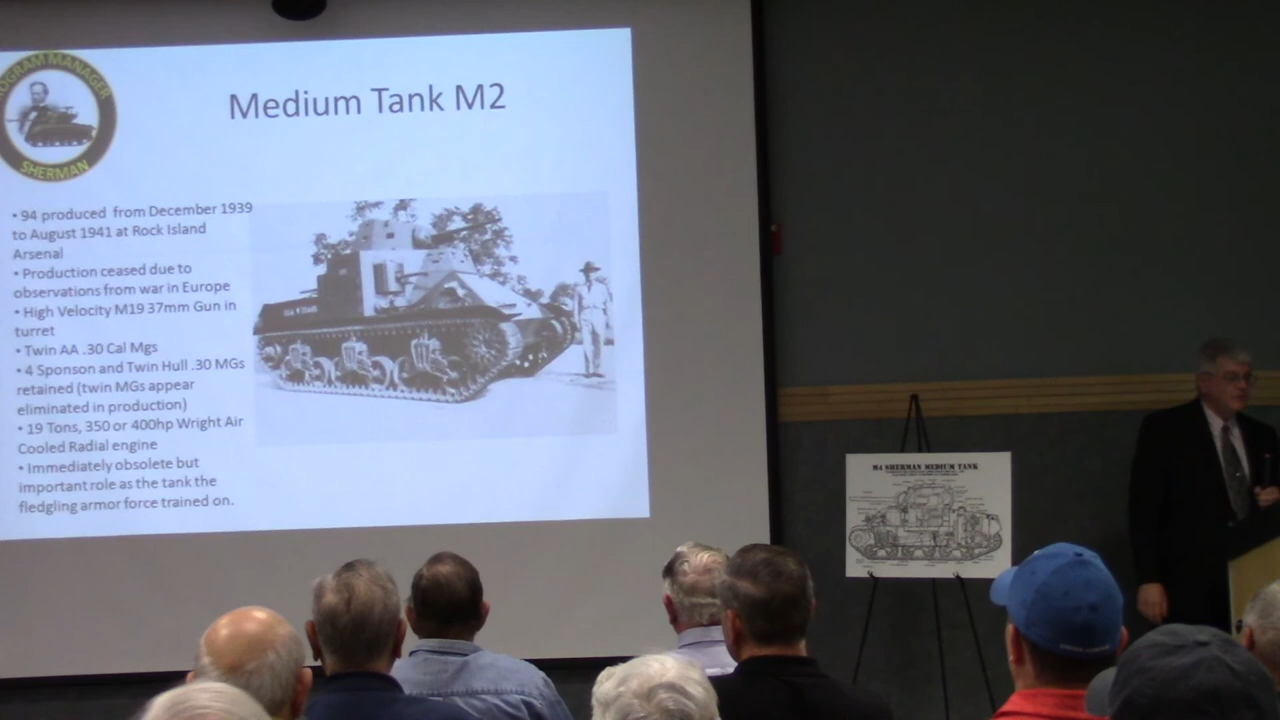 PROGRAM MANAGER
SHERMAN
Medium Tank M2
• 94 produced from December 1939
to August 1941 at Rock Island
Arsenal
• Production ceased due to
observations from war in Europe
• High Velocity M19 37mm Gun in
turret
• Twin AA .30 Cal Mgs
• 4 Sponson and Twin Hull .30 MGs
retained (twin MGs appear
eliminated in production)
• 19 Tons, 350 or 400hp Wright Air
Cooled Radial engine
• Immediately obsolete but
important role as the tank the
fledgling armor force trained on.
M4 SHERMAN MEDIUM TANK